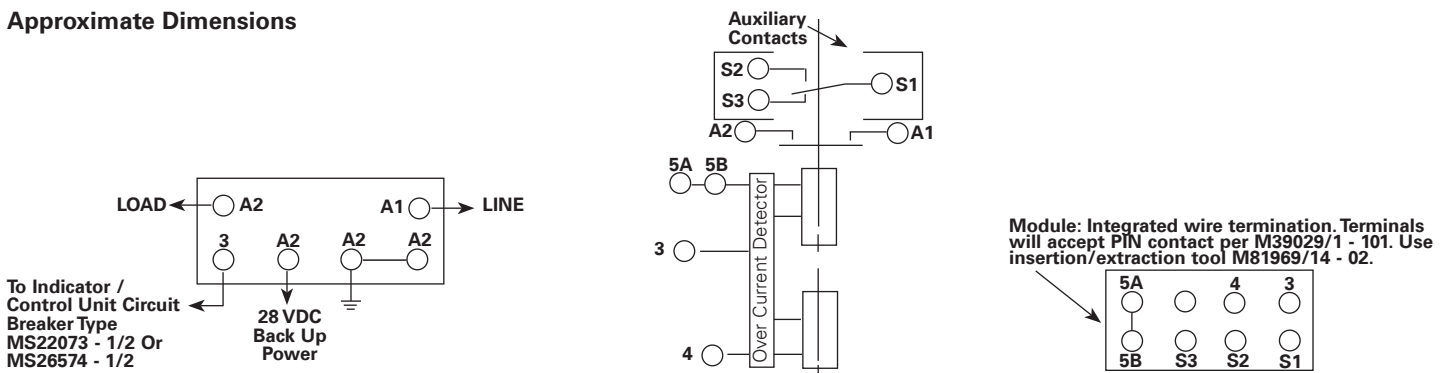 Approximate Dimensions
Auxiliary
Contacts
S2
S1
S3
A2
A1
5A 5B
Over Current Detector
3
4
LOAD
A2
A1
LINE
3
A2
A2
A2
To Indicator /
Control Unit Circuit
Breaker Type
MS22073 - 1/2 Or
MS26574 - 1/2
28 VDC
Back Up
Power
Module: Integrated wire termination. Terminals
will accept PIN contact per M39029/1 - 101. Use
insertion/extraction tool M81969/14 - 02.
5A
4
3
5B
S3
S2
S1